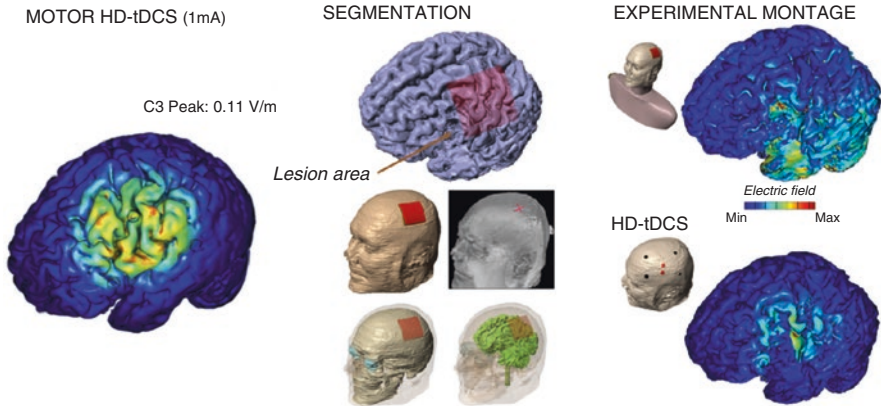 MOTOR HD-tDCS (1mA)
C3 Peak: 0.11 V/m
SEGMENTATION
Lesion area
EXPERIMENTAL MONTAGE
Electric field
Min Max
HD-tDCS